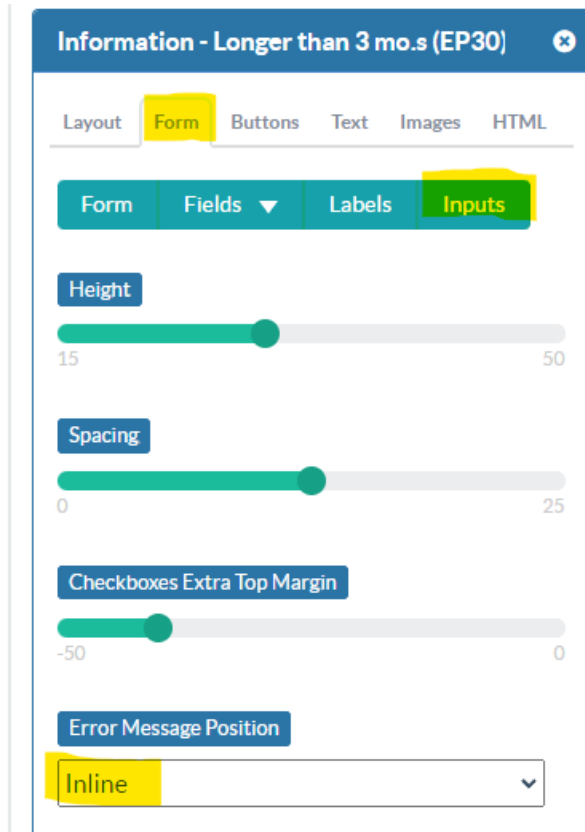 Information - Longer than 3 mo.s (EP30)
Layout Form Buttons Text Images HTML
Form Fields Labels Inputs
Height
15 50
Spacing
0 25
Checkboxes Extra Top Margin
-50 0
Error Message Position
Inline